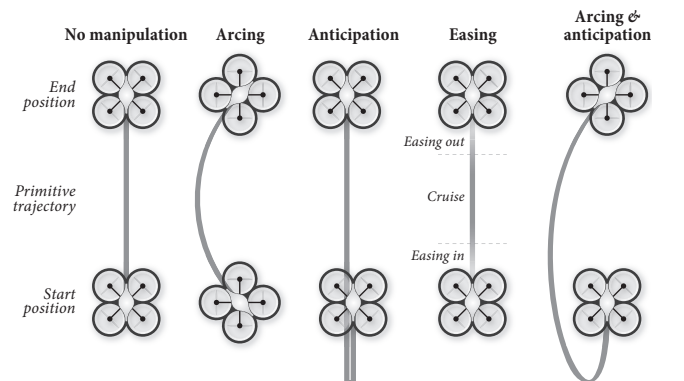 No manipulation
Arcing
Anticipation
Easing
Arcing &
anticipation
End
position
Easing out
Primitive
trajectory
Cruise
Easing in
Start
position